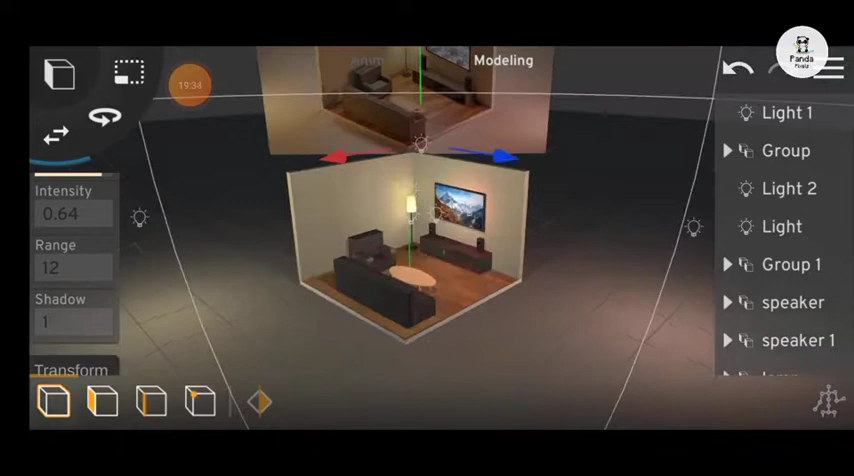 Anim
Modeling
Panda
Pixels
19:34
Light 1
Group
Light 2
Light
Group 1
speaker
speaker 1
Intensity
0.64
Range
12
Shadow
1
Transform